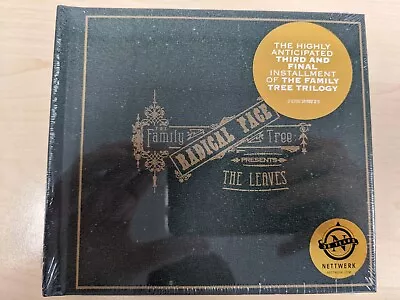 THE HIGHLY
ANTICIPATED
THIRD AND
FINAL
INSTALLMENT
OF THE FAMILY
TREE TRILOGY
THE
Family Tree
RADICAL FACE
PRESENTS
THE LEAVES
NETTWERK